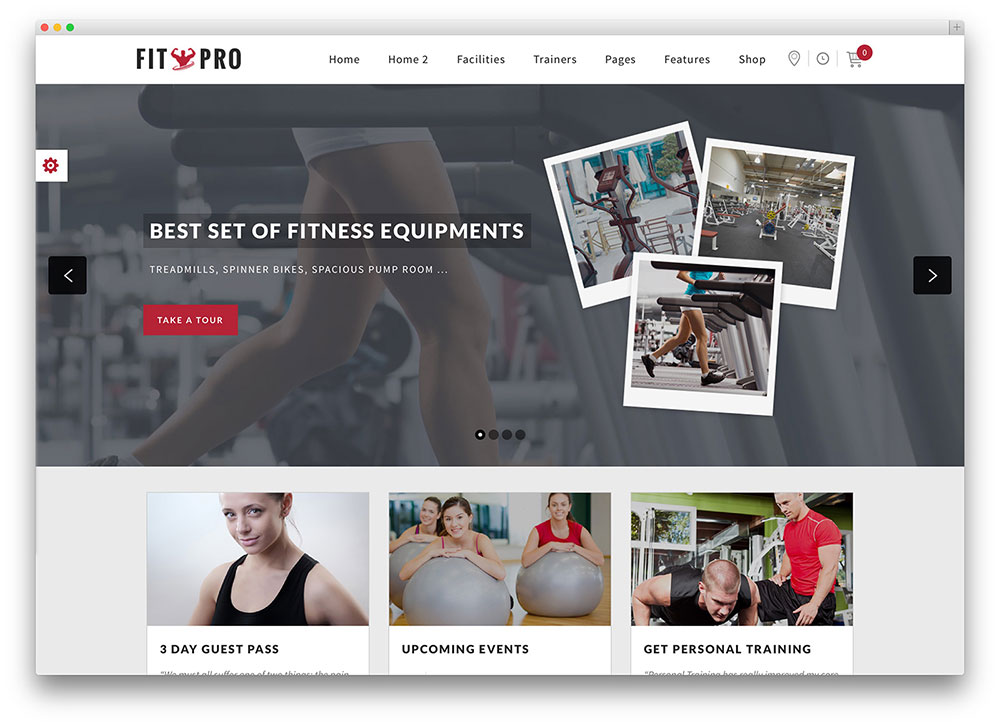 FIT PRO
Home Home 2 Facilities Trainers Pages Features Shop 0
BEST SET OF FITNESS EQUIPMENTS
TREADMILLS, SPINNER BIKES, SPACIOUS PUMP ROOM ...
TAKE A TOUR
3 DAY GUEST PASS
UPCOMING EVENTS
GET PERSONAL TRAINING
"We must all suffer one of two things: the pain
"Personal Training has really improved my core